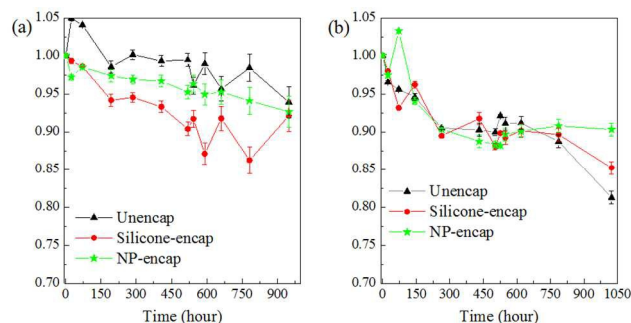 (a)
1.05
1.00
0.95
0.90
0.85
0.80
0.75
0.70
Unencap
Silicone-encap
NP-encap
0 150 300 450 600 750 900
Time (hour)
(b)
1.05
1.00
0.95
0.90
0.85
0.80
0.75
0.70
Unencap
Silicone-encap
NP-encap
0 150 300 450 600 750 900 1050
Time (hour)